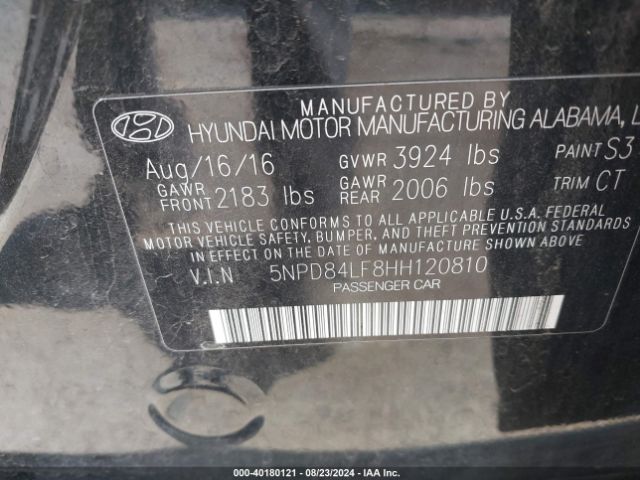 MANUFACTURED BY
HYUNDAI MOTOR MANUFACTURING ALABAMA, L
Aug/16/16 GVWR 3924 lbs PAINT S3
GAWR FRONT 2183 lbs GAWR REAR 2006 lbs TRIM CT
THIS VEHICLE CONFORMS TO ALL APPLICABLE U.S.A. FEDERAL
MOTOR VEHICLE SAFETY, BUMPER, AND THEFT PREVENTION STANDARDS
IN EFFECT ON THE DATE OF MANUFACTURE SHOWN ABOVE.
V.I.N 5NPD84LF8HH120810
PASSENGER CAR
000-40180121 - 08/23/2024 - IAA Inc.